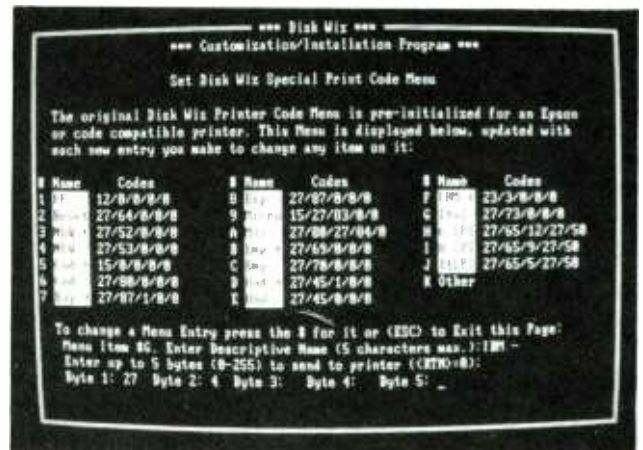 *** Disk Wiz ***
*** Customization/Installation Program ***
Set Disk Wiz Special Print Code Menu
The original Disk Wiz Printer Code Menu is pre-initialized for an Epson
or code compatible printer. This Menu is displayed below, updated with
each new entry you make to change any item on it:
# Name Codes # Name Codes # Name Codes
1 FF 12/0/0/0/0 8 Exp 27/87/0/0/0 F 23/3/0/0/0
2 Reset 27/64/0/0/0 9 Micro 15/27/83/0/0 G 27/73/0/0/0
3 27/52/0/0/0 A 27/80/27/84/0 H 27/65/12/27/50
4 27/53/0/0/0 B Emp + 27/69/0/0/0 I 27/65/9/27/50
5 15/0/0/0/0 C Emp - 27/70/0/0/0 J 27/65/5/27/50
6 27/90/0/0/0 D 27/45/1/0/0 K Other
7 Exp + 27/87/1/0/0 E 27/45/0/0/0
To change a Menu Entry press the # for it or (ESC) to Exit this Page:
Menu Item #G. Enter Descriptive Name (5 characters max.):IBM -
Enter up to 5 bytes (0-255) to send to printer ((RTN)=0):
Byte 1: 27 Byte 2: 4 Byte 3: Byte 4: Byte 5: _